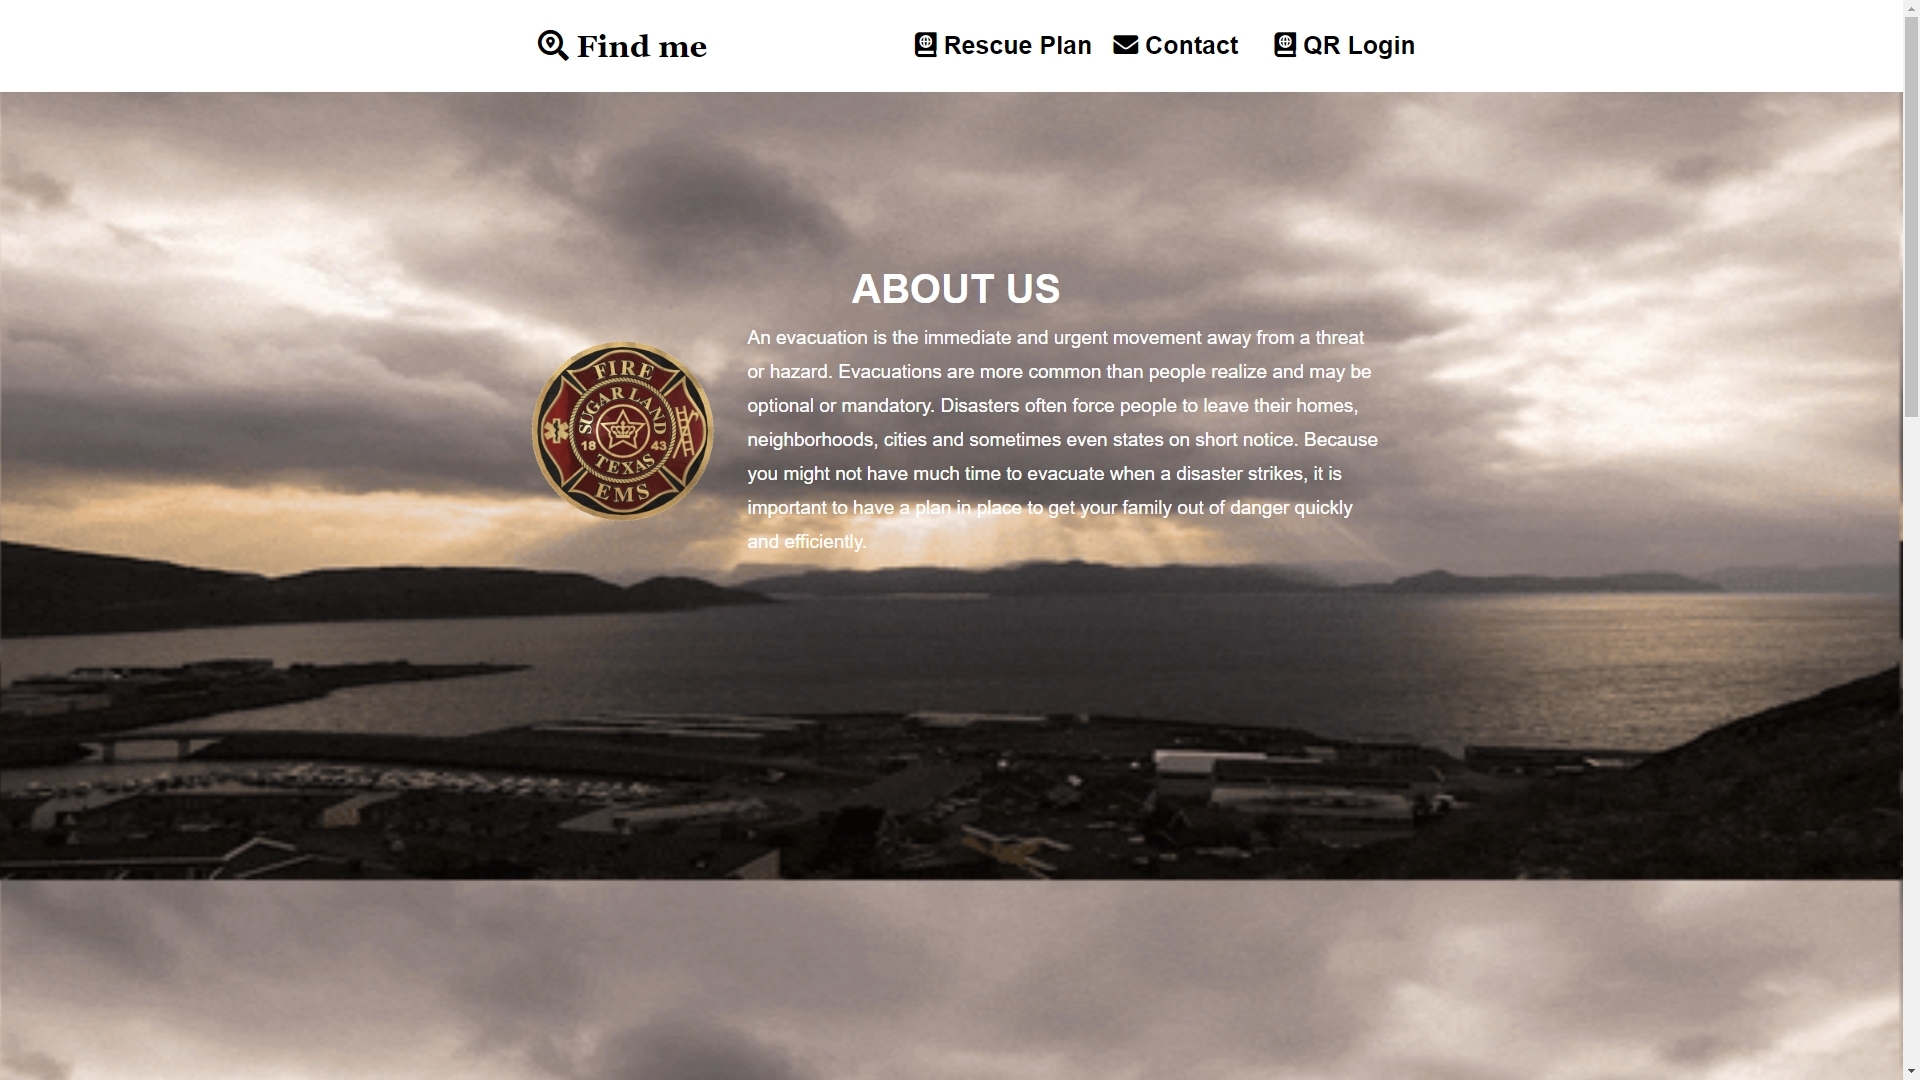 Find me
Rescue Plan
Contact
QR Login
ABOUT US
An evacuation is the immediate and urgent movement away from a threat
or hazard. Evacuations are more common than people realize and may be
optional or mandatory. Disasters often force people to leave their homes,
neighborhoods, cities and sometimes even states on short notice. Because
you might not have much time to evacuate when a disaster strikes, it is
important to have a plan in place to get your family out of danger quickly
and efficiently.
FIRE
SUGAR LAND
18 43
TEXAS
EMS